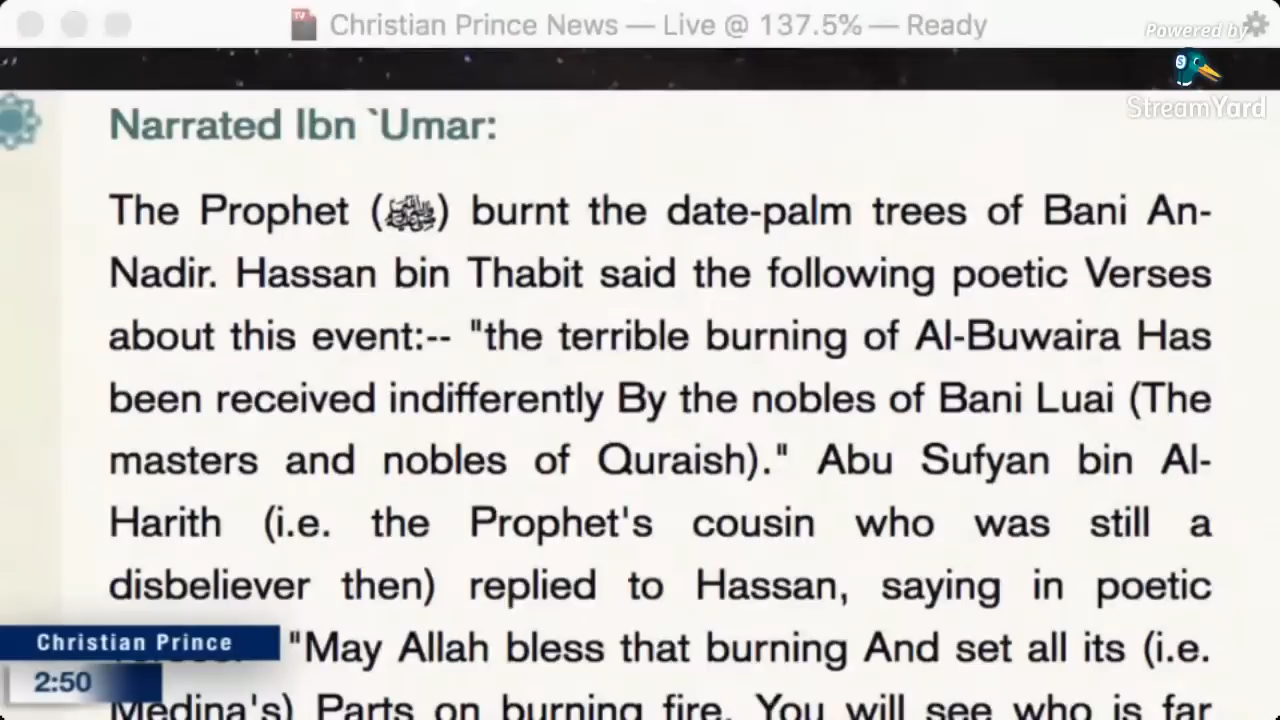 Christian Prince News — Live @ 137.5% — Ready
Powered by
StreamYard
Narrated Ibn `Umar:
The Prophet (ﷺ) burnt the date-palm trees of Bani An-
Nadir. Hassan bin Thabit said the following poetic Verses
about this event:-- "the terrible burning of Al-Buwaira Has
been received indifferently By the nobles of Bani Luai (The
masters and nobles of Quraish)." Abu Sufyan bin Al-
Harith (i.e. the Prophet's cousin who was still a
disbeliever then) replied to Hassan, saying in poetic
"May Allah bless that burning And set all its (i.e.
Medina's) Parts on burning fire. You will see who is far
Christian Prince
2:50